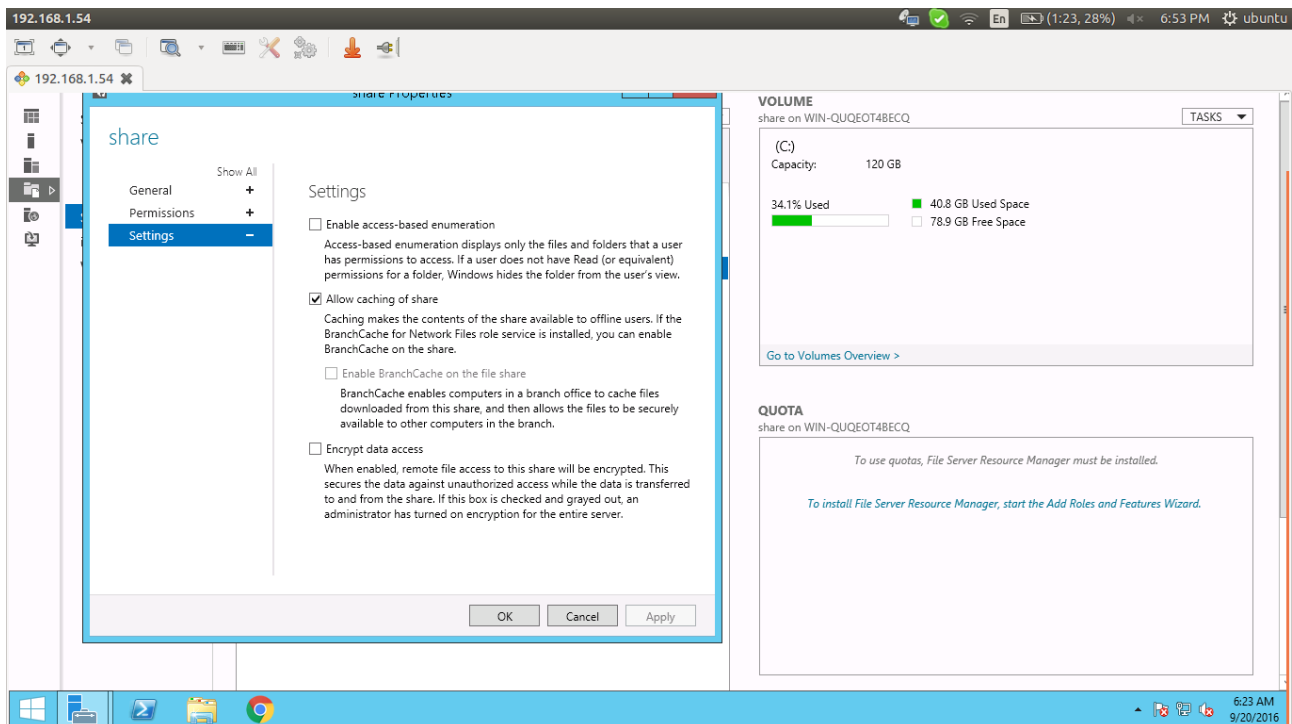 192.168.1.54
En
(1:23, 28%)
6:53 PM
ubuntu
192.168.1.54
share Properties
share
Show All
General
Permissions
Settings
Settings
Enable access-based enumeration
Access-based enumeration displays only the files and folders that a user
has permissions to access. If a user does not have Read (or equivalent)
permissions for a folder, Windows hides the folder from the user's view.
Allow caching of share
Caching makes the contents of the share available to offline users. If the
BranchCache for Network Files role service is installed, you can enable
BranchCache on the share.
Enable BranchCache on the file share
BranchCache enables computers in a branch office to cache files
downloaded from this share, and then allows the files to be securely
available to other computers in the branch.
Encrypt data access
When enabled, remote file access to this share will be encrypted. This
secures the data against unauthorized access while the data is transferred
to and from the share. If this box is checked and grayed out, an
administrator has turned on encryption for the entire server.
OK
Cancel
Apply
VOLUME
share on WIN-QUQEOT4BECQ
TASKS
(C:)
Capacity: 120 GB
34.1% Used
40.8 GB Used Space
78.9 GB Free Space
Go to Volumes Overview >
QUOTA
share on WIN-QUQEOT4BECQ
To use quotas, File Server Resource Manager must be installed.
To install File Server Resource Manager, start the Add Roles and Features Wizard.
6:23 AM
9/20/2016